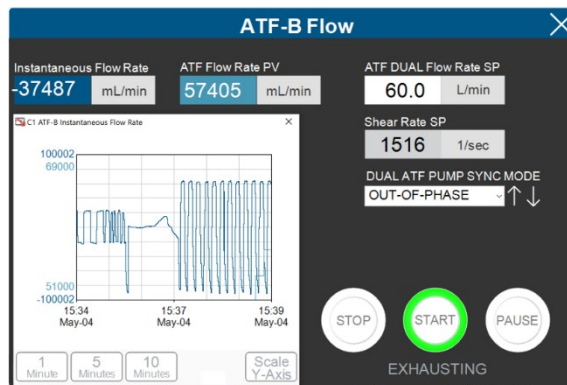 ATF-B Flow
Instantaneous Flow Rate
-37487 mL/min
ATF Flow Rate PV
57405 mL/min
ATF DUAL Flow Rate SP
60.0 L/min
Shear Rate SP
1516 1/sec
DUAL ATF PUMP SYNC MODE
OUT-OF-PHASE
C1 ATF-B Instantaneous Flow Rate
100002
69000
51000
-100002
15:34 15:37 15:39
May-04 May-04 May-04
1 Minute
5 Minutes
10 Minutes
Scale Y-Axis
STOP
START
PAUSE
EXHAUSTING